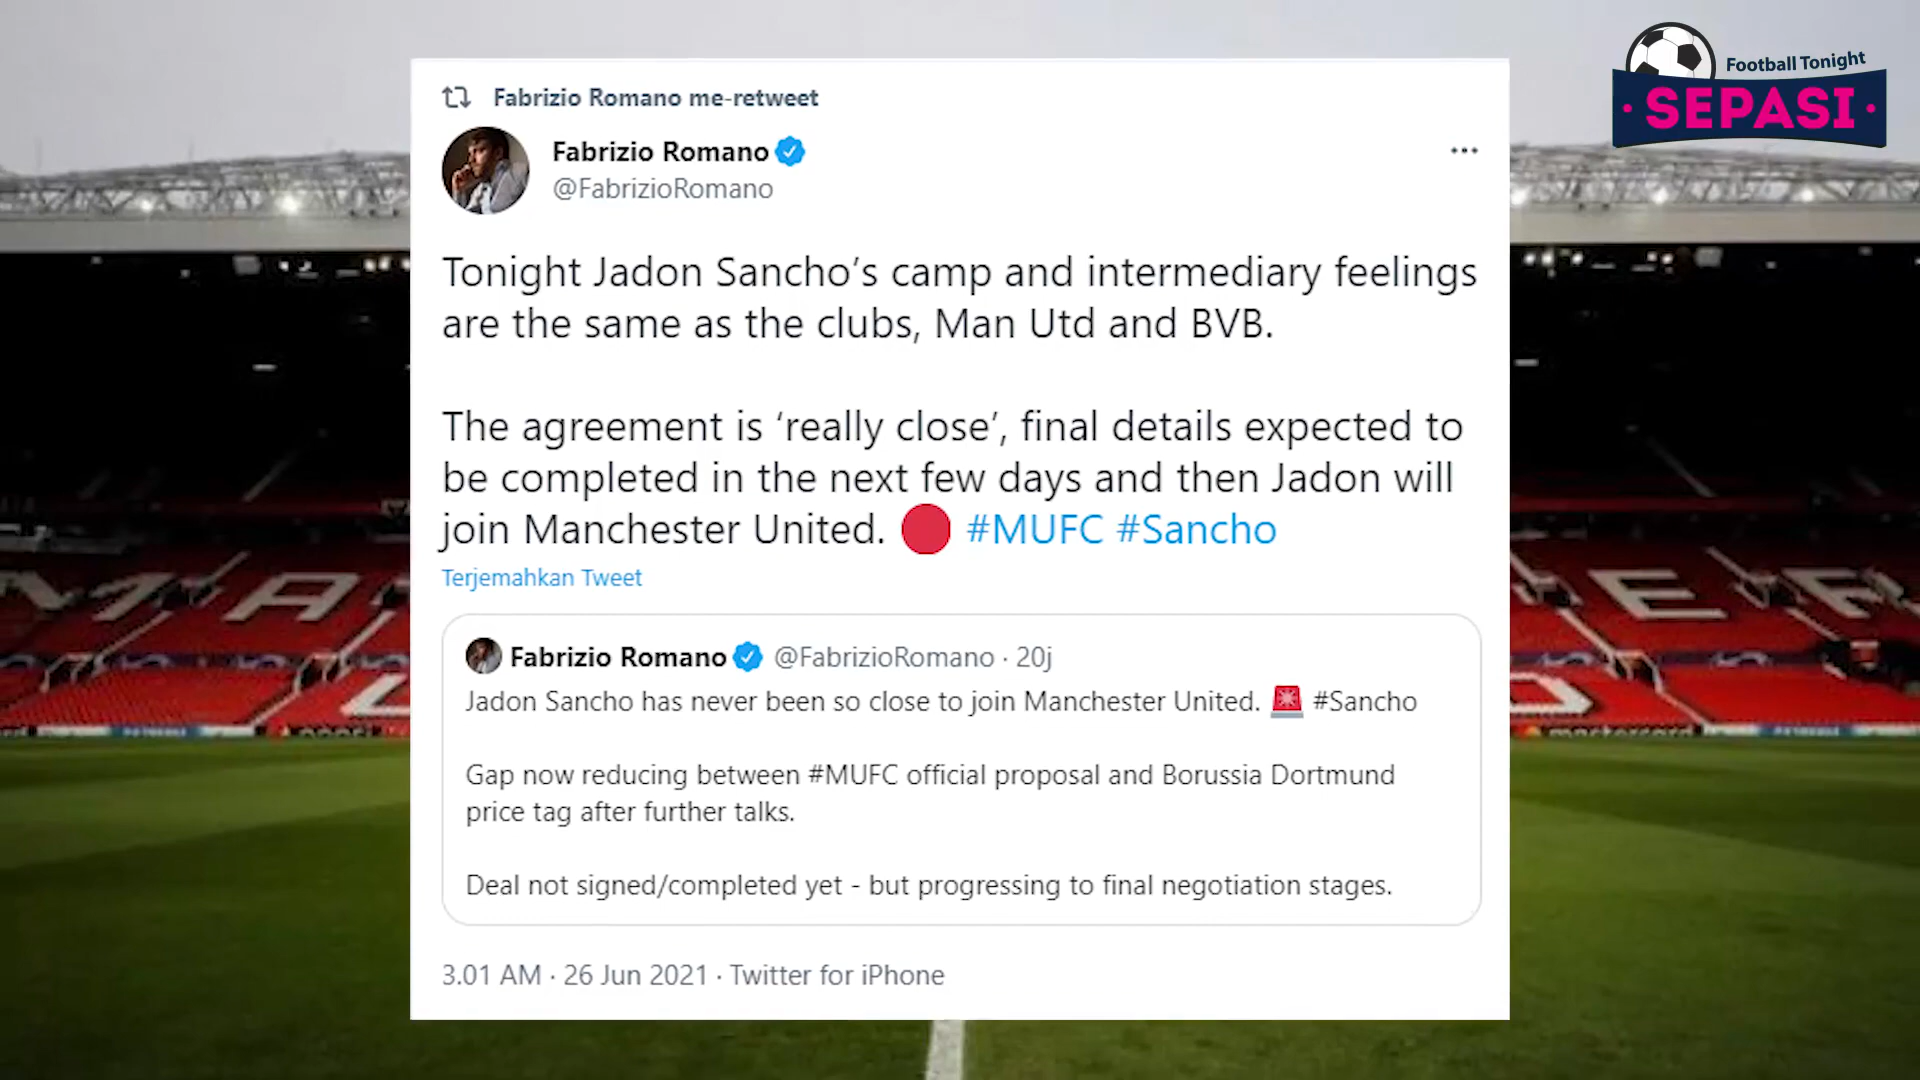 Football Tonight
SEPASI
Fabrizio Romano me-retweet
Fabrizio Romano
@FabrizioRomano
Tonight Jadon Sancho’s camp and intermediary feelings
are the same as the clubs, Man Utd and BVB.
The agreement is ‘really close’, final details expected to
be completed in the next few days and then Jadon will
join Manchester United. 🔴 #MUFC #Sancho
Terjemahkan Tweet
Fabrizio Romano @FabrizioRomano · 20j
Jadon Sancho has never been so close to join Manchester United. 🚨 #Sancho
Gap now reducing between #MUFC official proposal and Borussia Dortmund
price tag after further talks.
Deal not signed/completed yet - but progressing to final negotiation stages.
3.01 AM · 26 Jun 2021 · Twitter for iPhone
mastercard